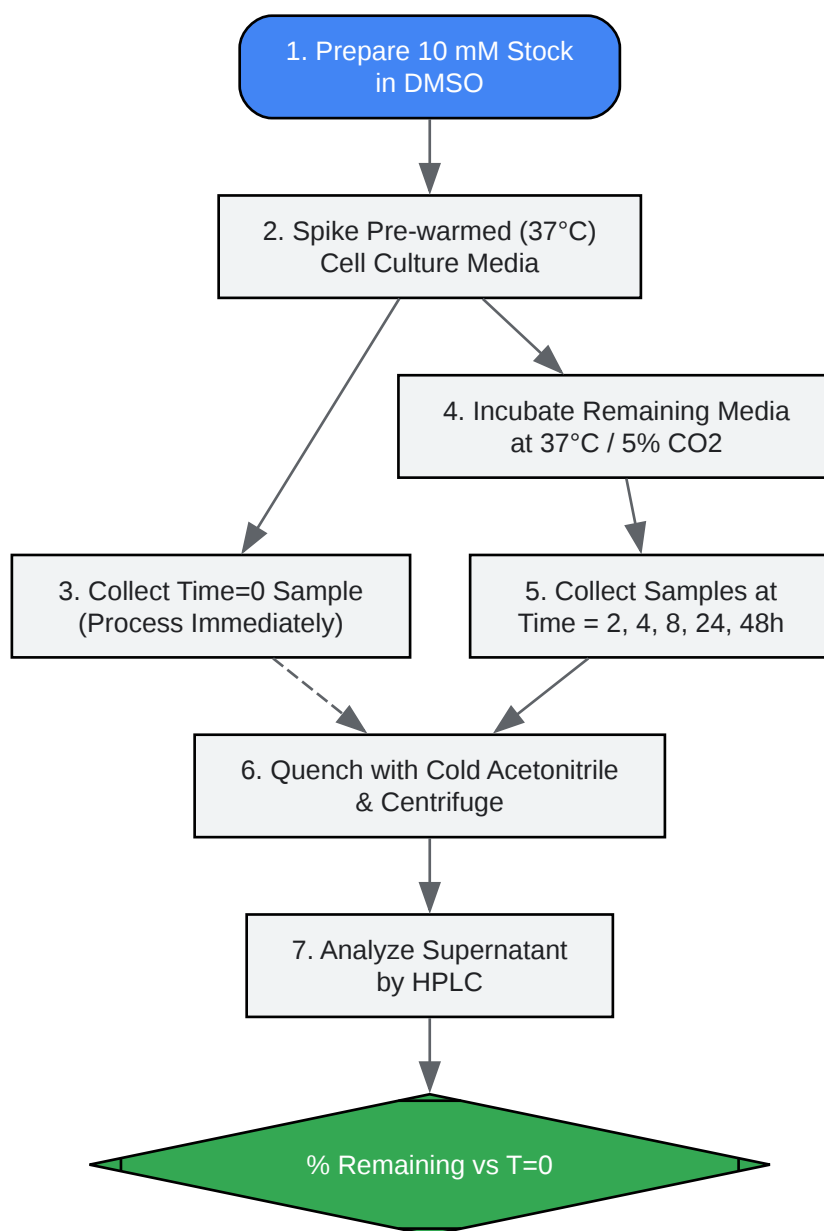 1. Prepare 10 mM Stock
in DMSO
2. Spike Pre-warmed (37°C)
Cell Culture Media
4. Incubate Remaining Media
at 37°C / 5% CO2
3. Collect Time=0 Sample
(Process Immediately)
5. Collect Samples at
Time = 2, 4, 8, 24, 48h
6. Quench with Cold Acetonitrile
& Centrifuge
7. Analyze Supernatant
by HPLC
% Remaining vs T=0